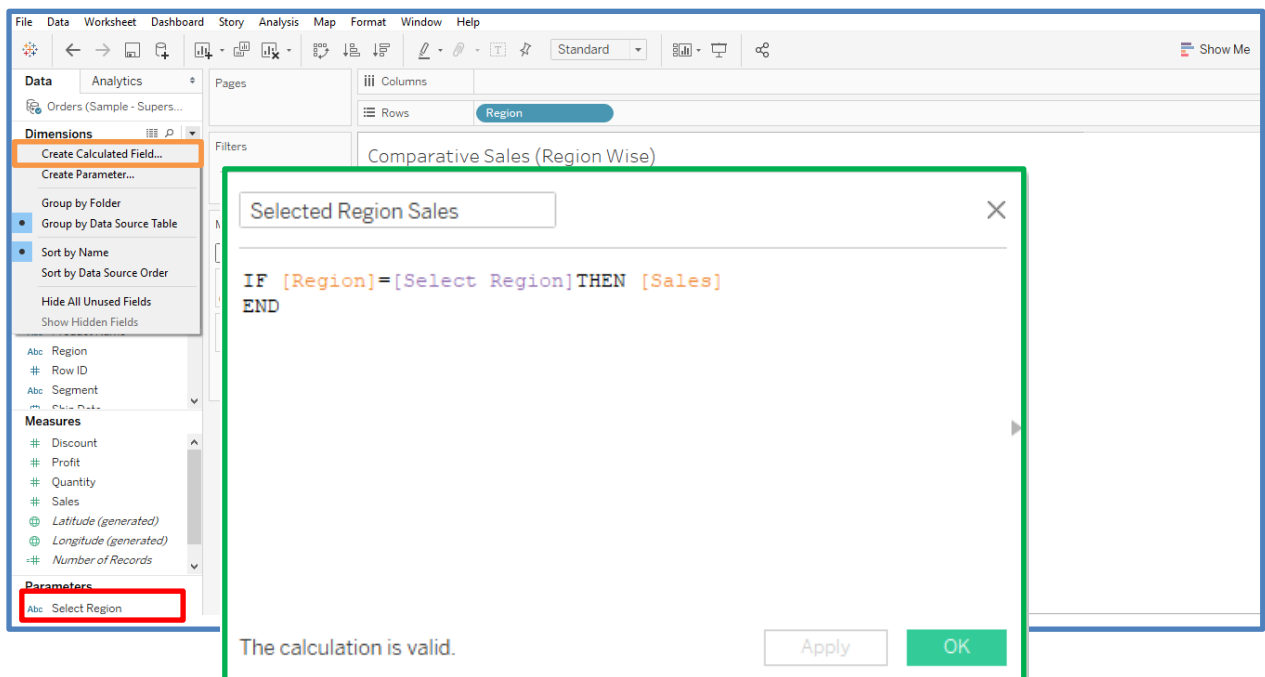 File Data Worksheet Dashboard Story Analysis Map Format Window Help
Standard
Show Me
Data Analytics
Pages
iii Columns
Orders (Sample - Supers...
Rows
Region
Dimensions
Filters
Comparative Sales (Region Wise)
Create Calculated Field...
Create Parameter...
Group by Folder
Group by Data Source Table
Sort by Name
Sort by Data Source Order
Hide All Unused Fields
Show Hidden Fields
Abc Region
# Row ID
Abc Segment
Measures
# Discount
# Profit
# Quantity
# Sales
Latitude (generated)
Longitude (generated)
=# Number of Records
Parameters
Abc Select Region
Selected Region Sales
IF [Region]=[Select Region]THEN [Sales]
END
The calculation is valid.
Apply
OK